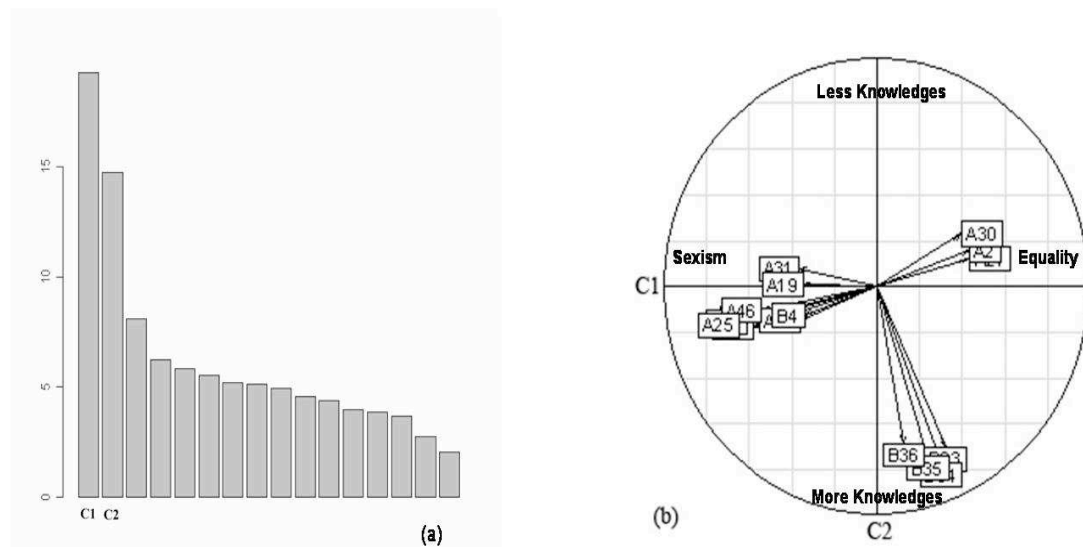 15
10
5
0
C1 C2
(a)
Less Knowledges
A30
A2
Sexism
Equality
A31
A19
C1
A46
B4
A25
B36
B35
More Knowledges
(b)
C2